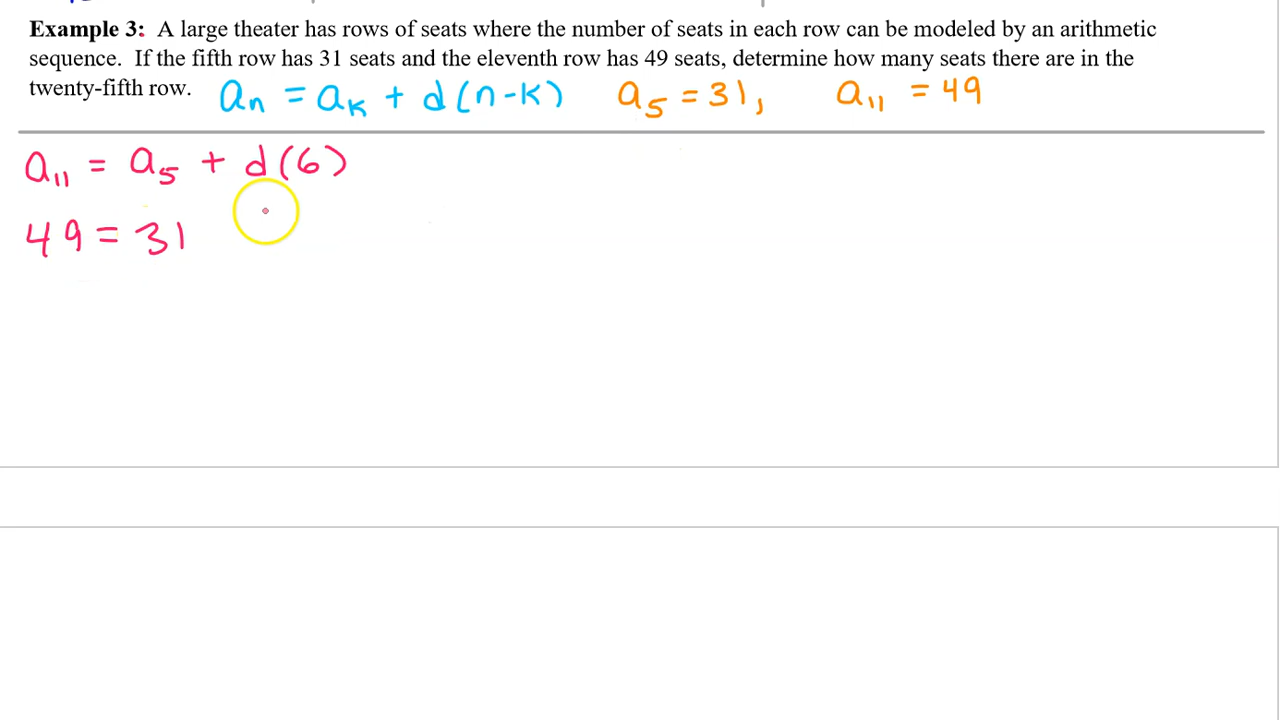 Example 3: A large theater has rows of seats where the number of seats in each row can be modeled by an arithmetic
sequence. If the fifth row has 31 seats and the eleventh row has 49 seats, determine how many seats there are in the
twenty-fifth row. aₙ = aₖ + d(n-k) a₅ = 31, a₁₁ = 49
a₁₁ = a₅ + d(6)
49 = 31